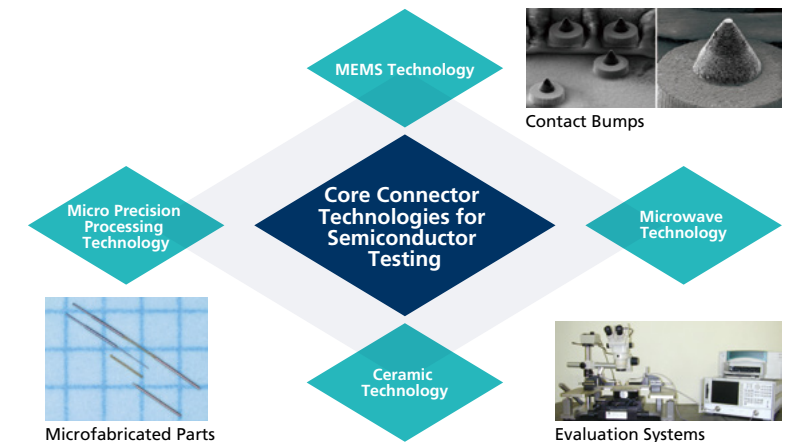 MEMS Technology
Contact Bumps
Core Connector
Technologies for
Semiconductor
Testing
Micro Precision
Processing
Technology
Microwave
Technology
Ceramic
Technology
Microfabricated Parts
Evaluation Systems